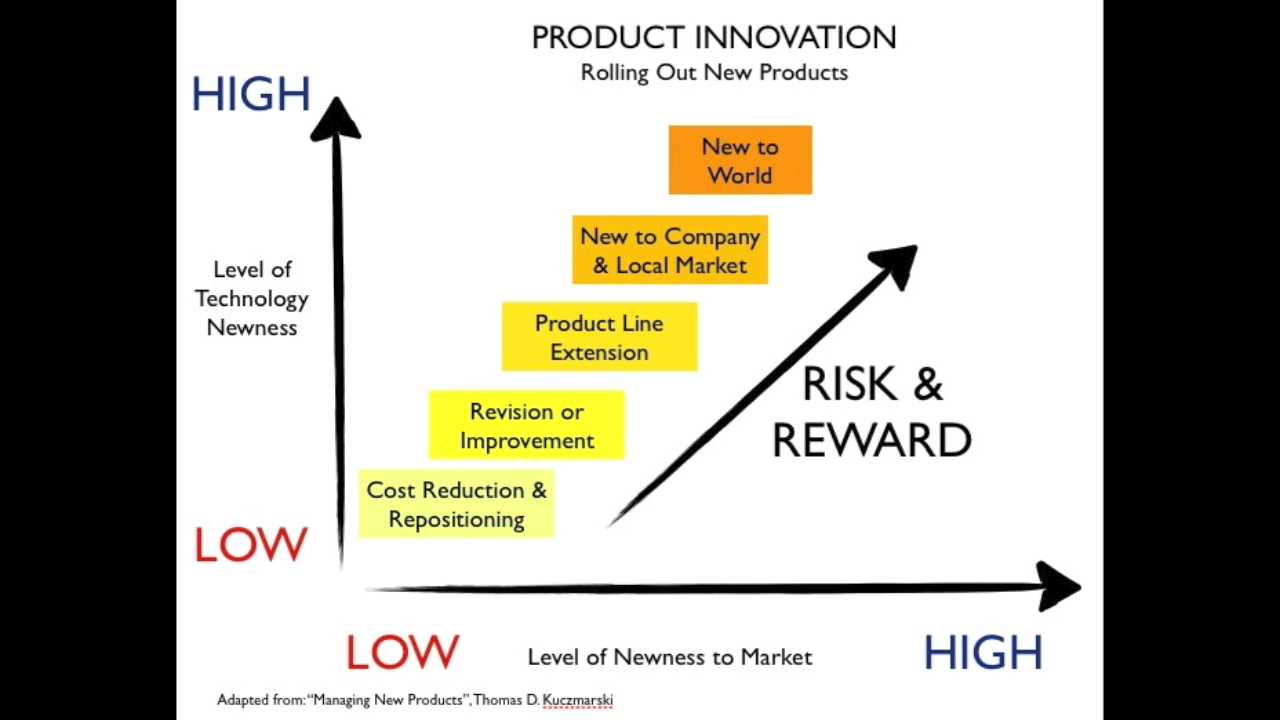 PRODUCT INNOVATION
Rolling Out New Products
HIGH
New to
World
New to Company
& Local Market
Level of
Technology
Newness
Product Line
Extension
RISK &
REWARD
Revision or
Improvement
Cost Reduction &
Repositioning
LOW
LOW
Level of Newness to Market
HIGH
Adapted from: “Managing New Products”, Thomas D. Kuczmarski